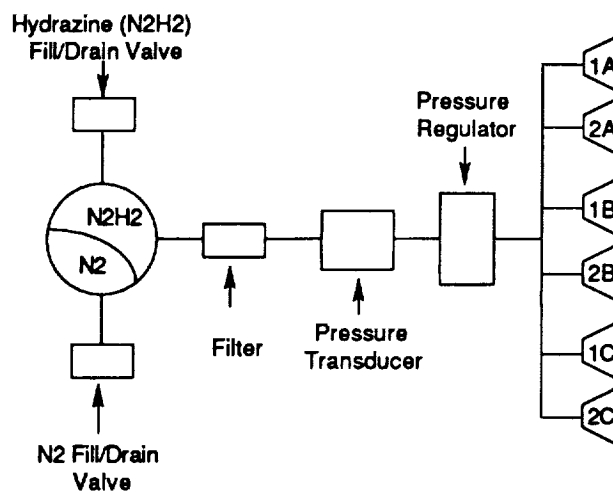 Hydrazine (N2H2)
Fill/Drain Valve
N2H2
N2
N2 Fill/Drain
Valve
Filter
Pressure
Transducer
Pressure
Regulator
1A
2A
1B
2B
1C
2C